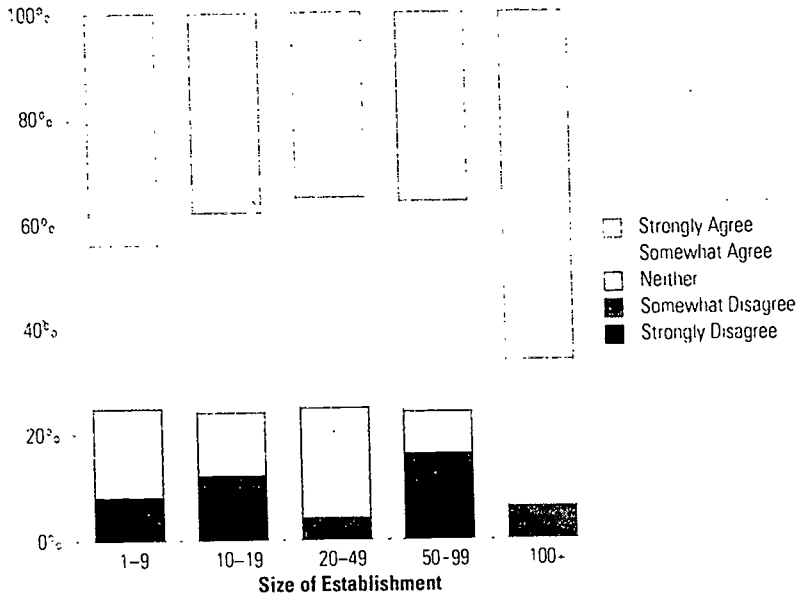 100%
80%
60%
40%
20%
0%
Strongly Agree
Somewhat Agree
Neither
Somewhat Disagree
Strongly Disagree
1–9 10–19 20–49 50–99 100+
Size of Establishment